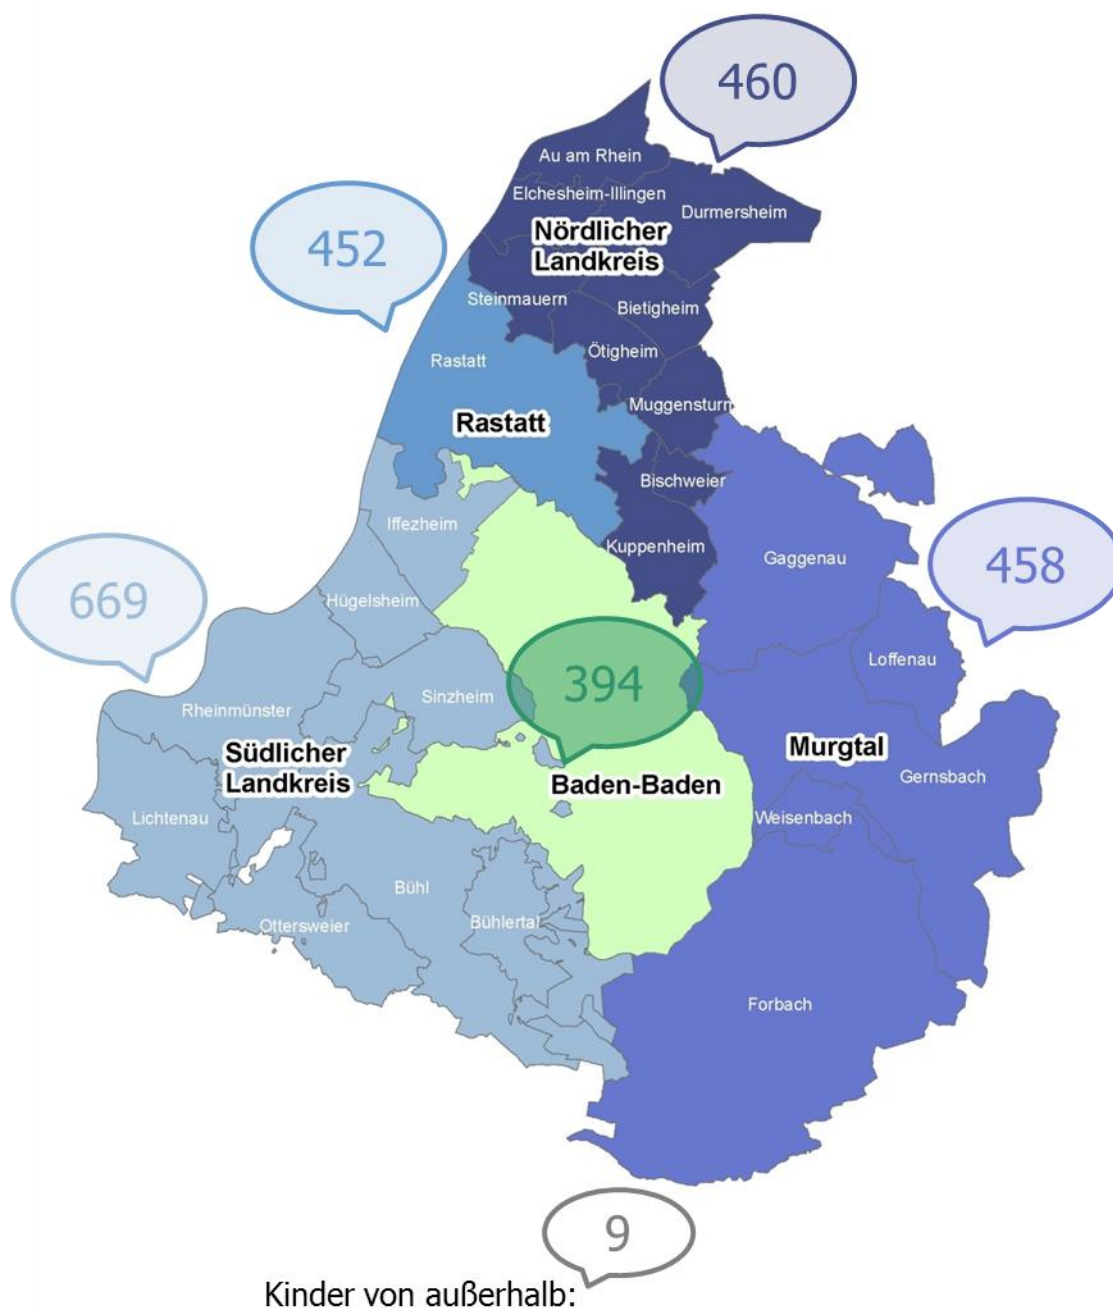 460
Au am Rhein
Elchesheim-Illingen
Durmersheim
452
Nördlicher
Landkreis
Steinmauern
Bietigheim
Ötigheim
Rastatt
Muggensturm
Rastatt
Bischweier
Iffezheim
Kuppenheim
Gaggenau
458
669
Hügelsheim
Loffenau
394
Sinzheim
Rheinmünster
Südlicher
Landkreis
Murgtal
Baden-Baden
Gernsbach
Lichtenau
Weisenbach
Bühl
Ottersweier
Bühlertal
Forbach
9
Kinder von außerhalb: